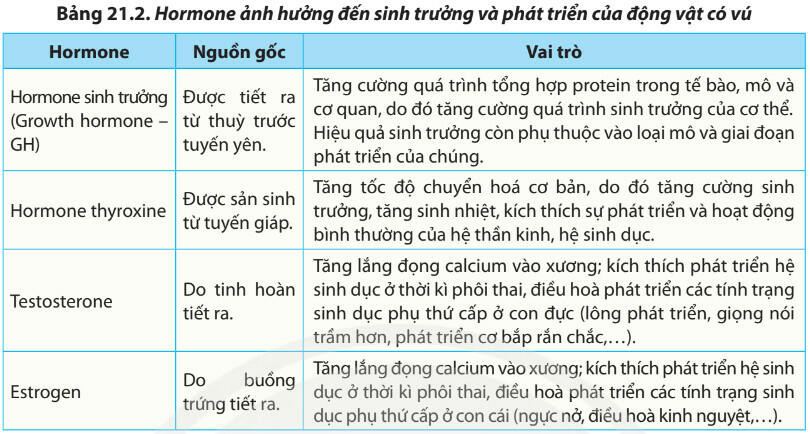 Bảng 21.2. Hormone ảnh hưởng đến sinh trưởng và phát triển của động vật có vú
Hormone
Nguồn gốc
Vai trò
Hormone sinh trưởng
(Growth hormone –
GH)
Được tiết ra
từ thuỳ trước
tuyến yên.
Tăng cường quá trình tổng hợp protein trong tế bào, mô và
cơ quan, do đó tăng cường quá trình sinh trưởng của cơ thể.
Hiệu quả sinh trưởng còn phụ thuộc vào loại mô và giai đoạn
phát triển của chúng.
Hormone thyroxine
Được sản sinh
từ tuyến giáp.
Tăng tốc độ chuyển hoá cơ bản, do đó tăng cường sinh
trưởng, tăng sinh nhiệt, kích thích sự phát triển và hoạt động
bình thường của hệ thần kinh, hệ sinh dục.
Testosterone
Do tinh hoàn
tiết ra.
Tăng lắng đọng calcium vào xương; kích thích phát triển hệ
sinh dục ở thời kì phôi thai, điều hoà phát triển các tính trạng
sinh dục phụ thứ cấp ở con đực (lông phát triển, giọng nói
trầm hơn, phát triển cơ bắp rắn chắc,…).
Estrogen
Do buồng
trứng tiết ra.
Tăng lắng đọng calcium vào xương; kích thích phát triển hệ sinh
dục ở thời kì phôi thai, điều hoà phát triển các tính trạng sinh
dục phụ thứ cấp ở con cái (ngực nở, điều hoà kinh nguyệt,…).